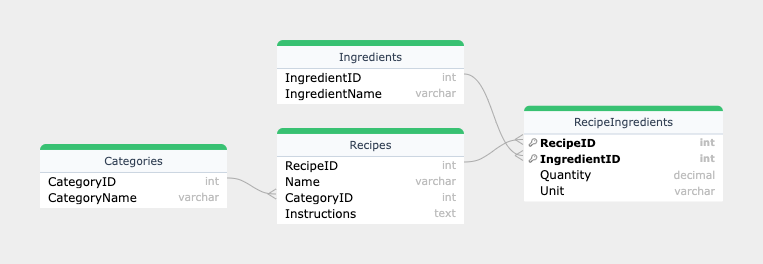 Ingredients
IngredientID int
IngredientName varchar
Recipes
RecipeID int
Name varchar
CategoryID int
Instructions text
Categories
CategoryID int
CategoryName varchar
RecipeIngredients
RecipeID int
IngredientID int
Quantity decimal
Unit varchar